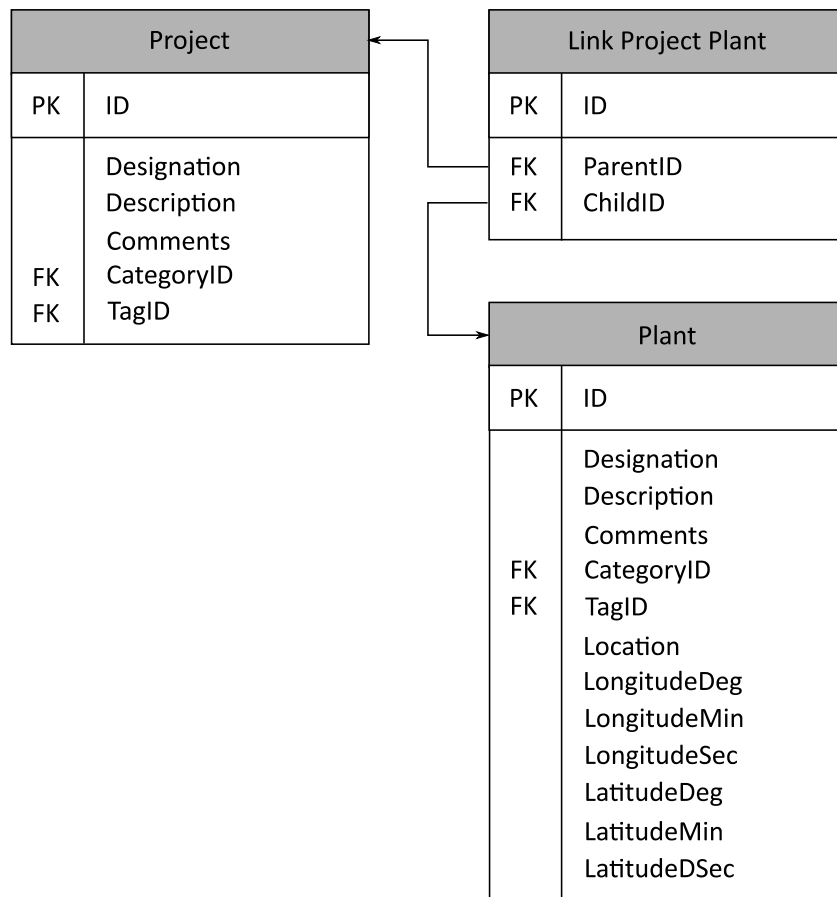 Project
PK ID
Designation
Description
Comments
FK CategoryID
FK TagID
Link Project Plant
PK ID
FK ParentID
FK ChildID
Plant
PK ID
Designation
Description
Comments
FK CategoryID
FK TagID
Location
LongitudeDeg
LongitudeMin
LongitudeSec
LatitudeDeg
LatitudeMin
LatitudeDSec